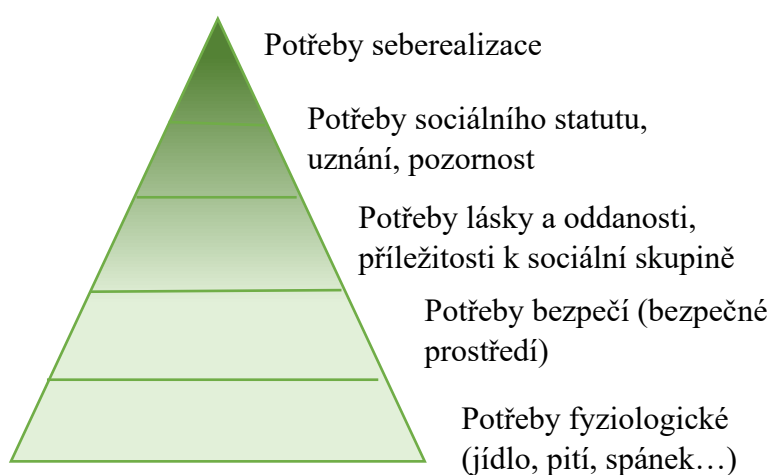 Potřeby seberealizace
Potřeby sociálního statutu,
uznání, pozornost
Potřeby lásky a oddanosti,
příležitosti k sociální skupině
Potřeby bezpečí (bezpečné
prostředí)
Potřeby fyziologické
(jídlo, pití, spánek…)